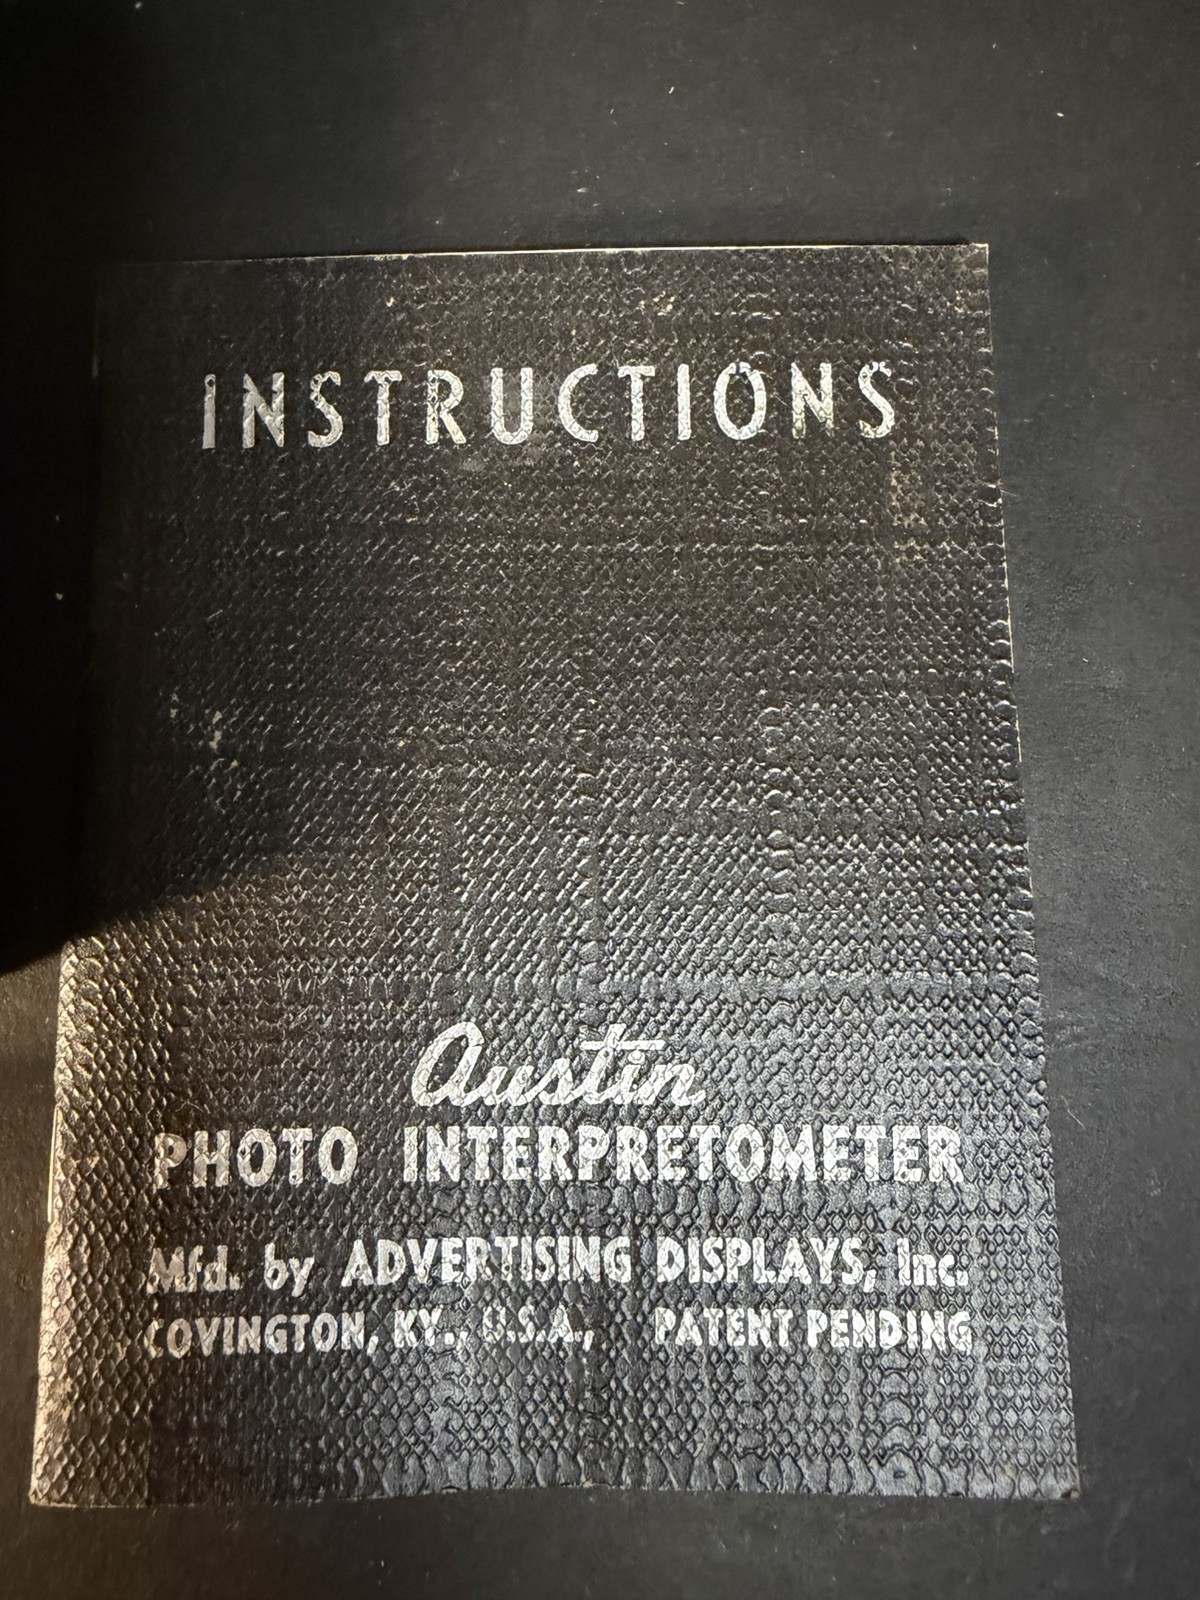 INSTRUCTIONS
Austin
PHOTO INTERPRETOMETER
Mfd. by ADVERTISING DISPLAYS, Inc.
COVINGTON, KY., U.S.A., PATENT PENDING